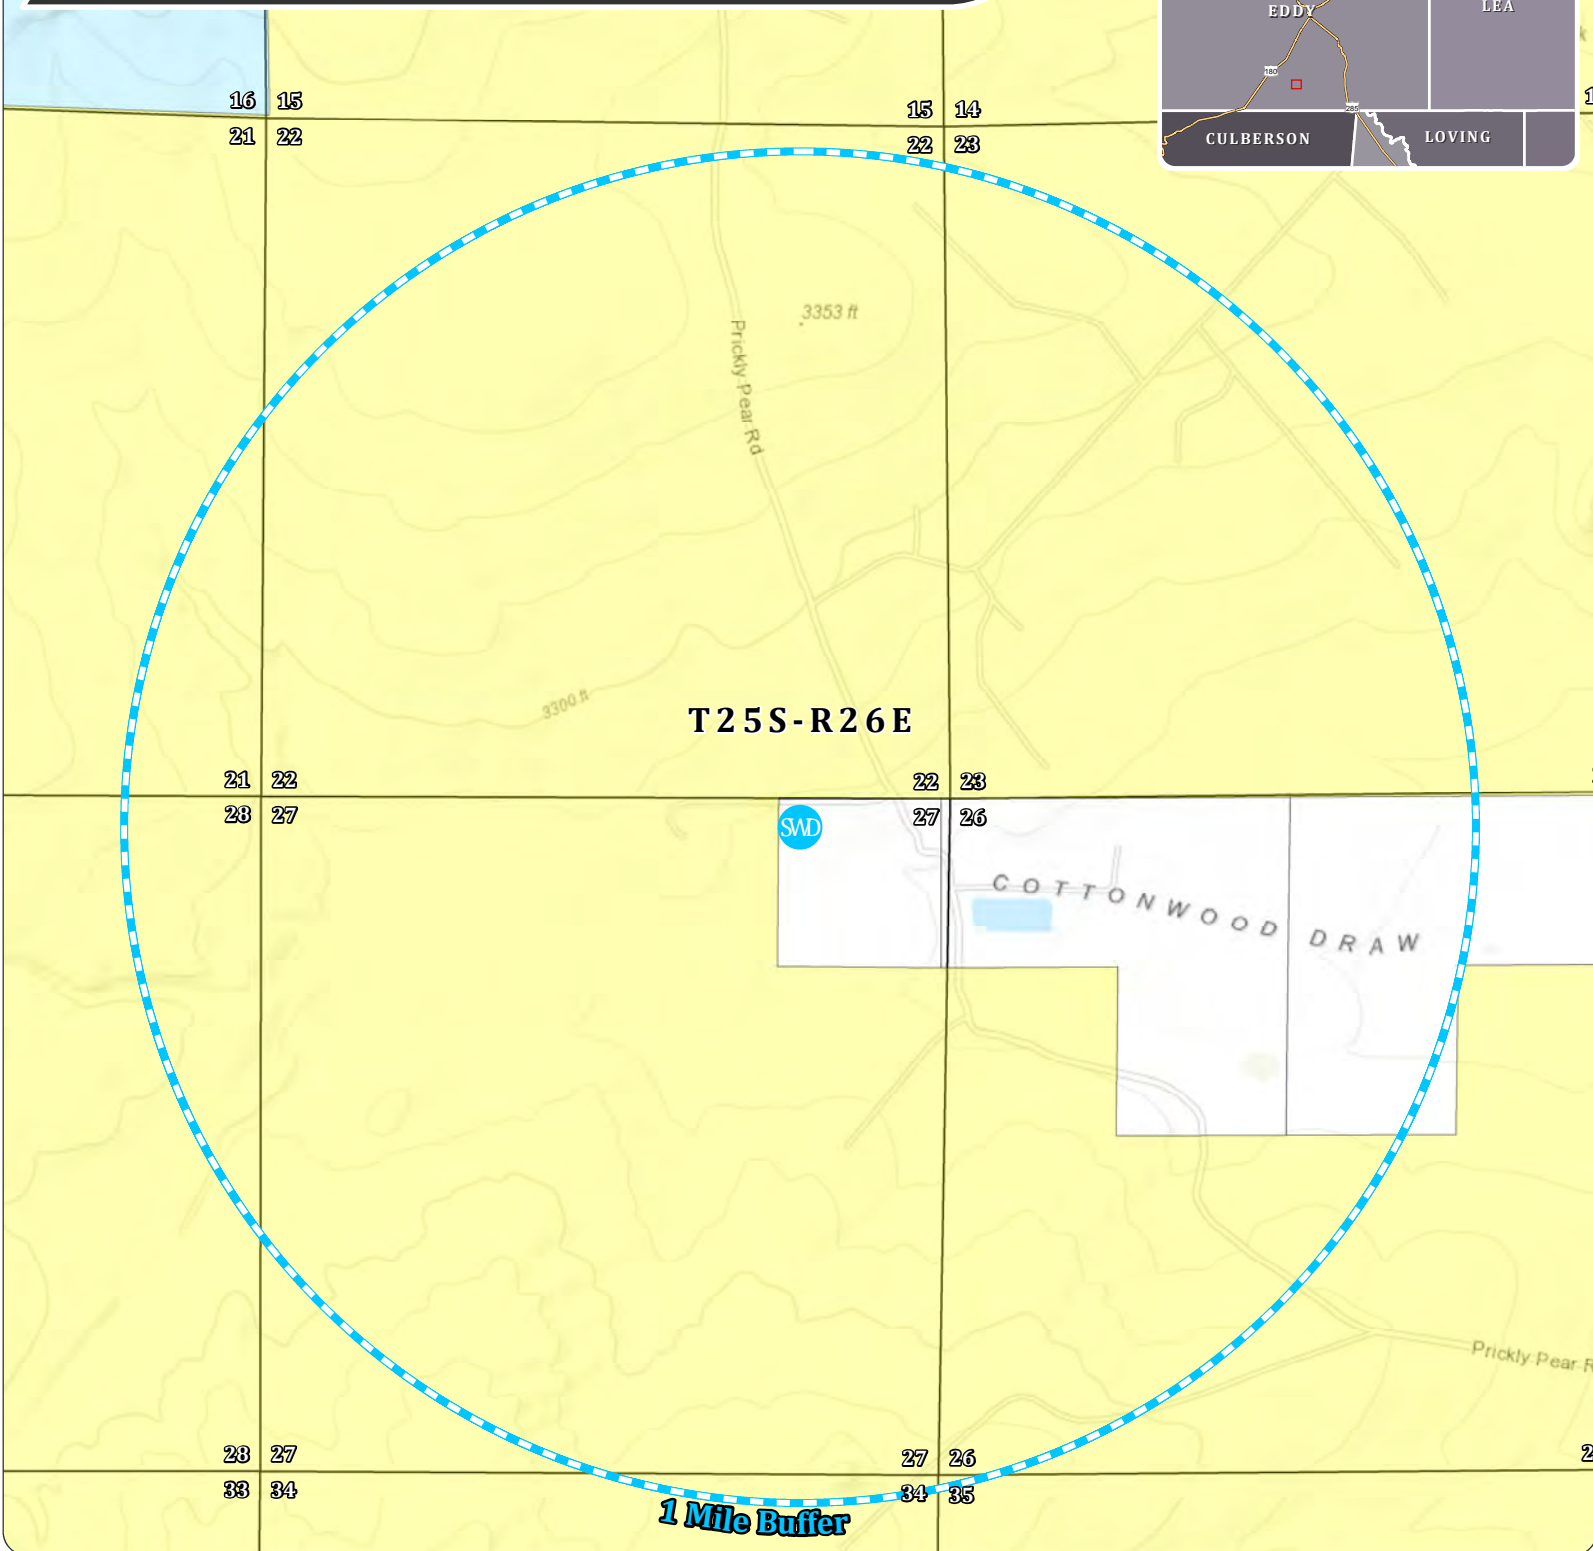 EDDY
LEA
180
285
CULBERSON
LOVING
16 15
21 22
15 14
22 23
3353 ft
Prickly Pear Rd
3300 ft
T25S-R26E
21 22
28 27
22 23
27 26
SWD
COTTONWOOD DRAW
Prickly Pear R
28 27
33 34
27 26
34 35
1 Mile Buffer